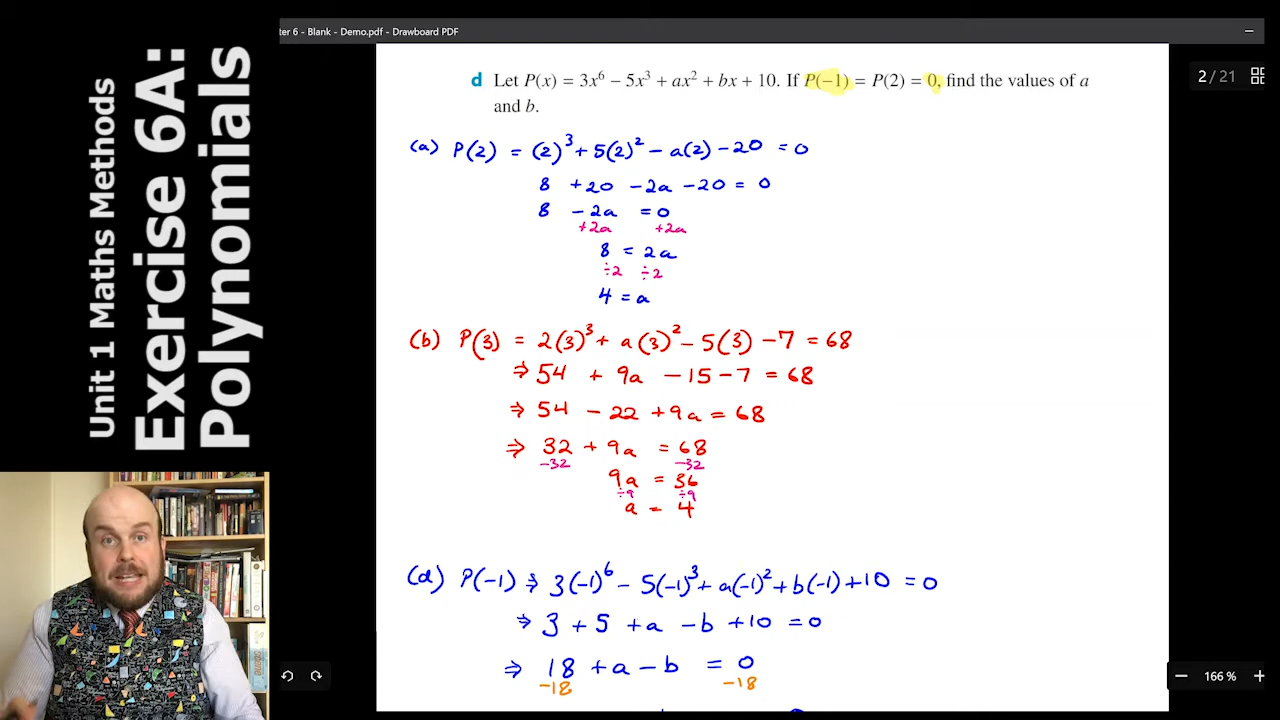 Unit 1 Maths Methods
Exercise 6A:
Polynomials
ter 6 - Blank - Demo.pdf - Drawboard PDF
2 / 21
d Let P(x) = 3x⁶ − 5x³ + ax² + bx + 10. If P(−1) = P(2) = 0, find the values of a
and b.
(a) P(2) = (2)³ + 5(2)² − a(2) − 20 = 0
8 + 20 − 2a − 20 = 0
8 − 2a = 0
+2a +2a
8 = 2a
÷2 ÷2
4 = a
(b) P(3) = 2(3)³ + a(3)² − 5(3) − 7 = 68
⇒ 54 + 9a − 15 − 7 = 68
⇒ 54 − 22 + 9a = 68
⇒ 32 + 9a = 68
−32 −32
9a = 36
÷9 ÷9
a = 4
(d) P(−1) ⇒ 3(−1)⁶ − 5(−1)³ + a(−1)² + b(−1) + 10 = 0
⇒ 3 + 5 + a − b + 10 = 0
⇒ 18 + a − b = 0
−18 −18
166 %